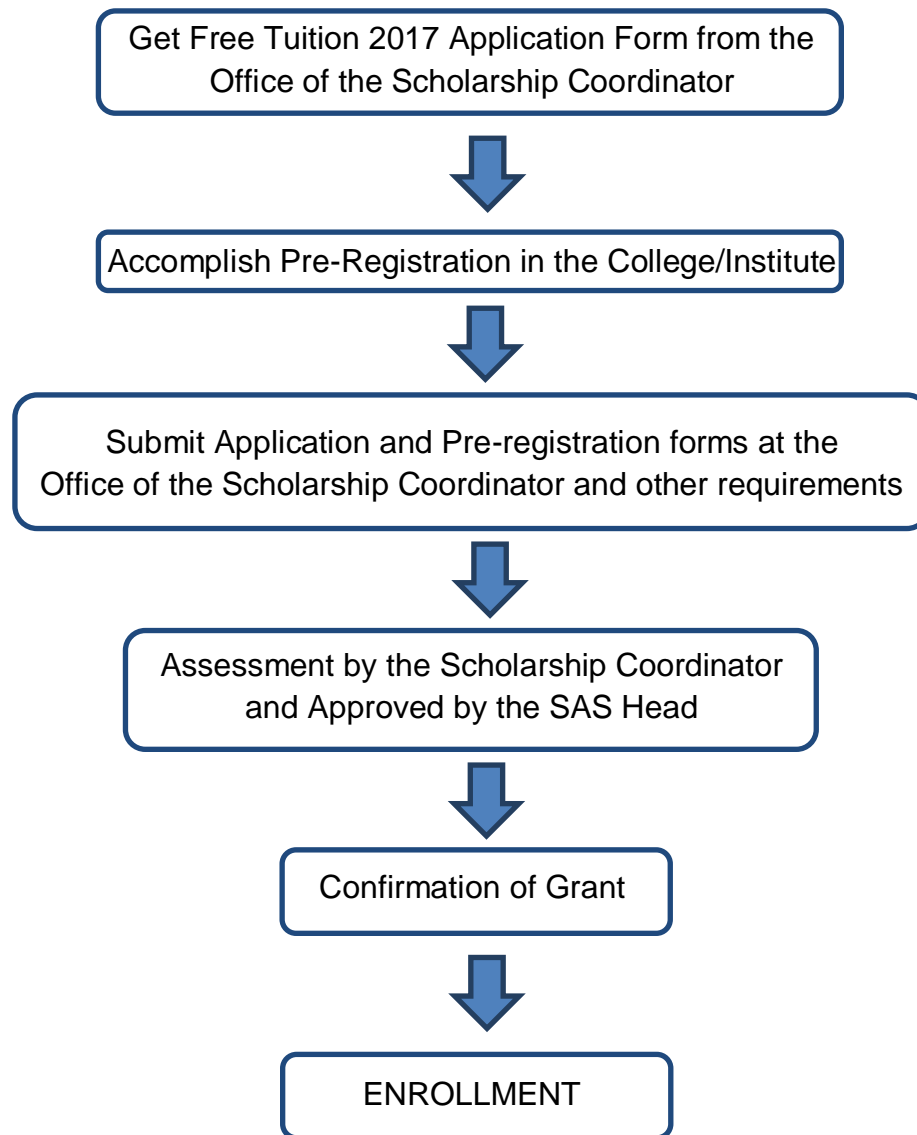 Get Free Tuition 2017 Application Form from the
Office of the Scholarship Coordinator
Accomplish Pre-Registration in the College/Institute
Submit Application and Pre-registration forms at the
Office of the Scholarship Coordinator and other requirements
Assessment by the Scholarship Coordinator
and Approved by the SAS Head
Confirmation of Grant
ENROLLMENT